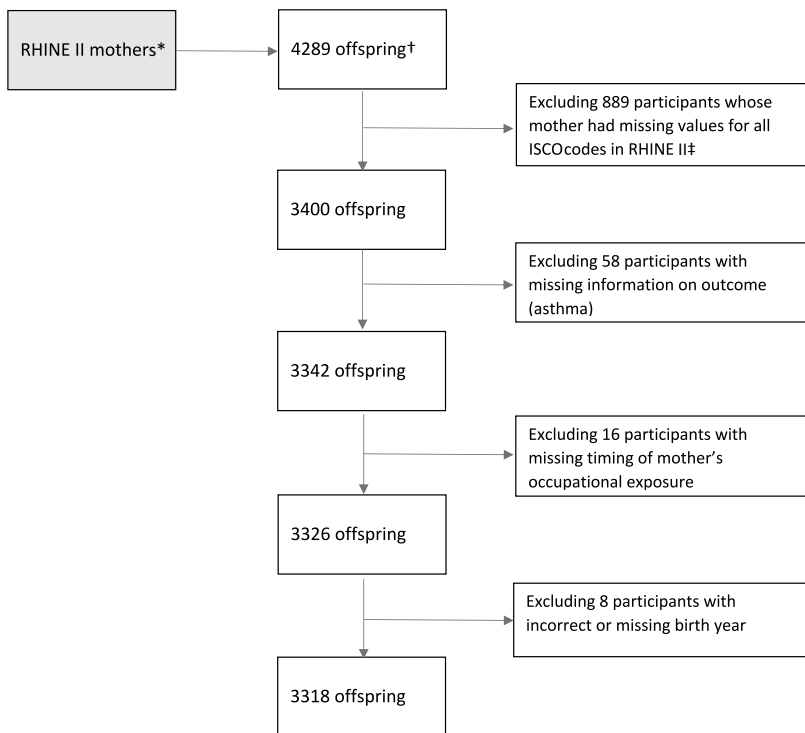 RHINE II mothers*
4289 offspring†
Excluding 889 participants whose
mother had missing values for all
ISCOcodes in RHINE II‡
3400 offspring
Excluding 58 participants with
missing information on outcome
(asthma)
3342 offspring
Excluding 16 participants with
missing timing of mother’s
occupational exposure
3326 offspring
Excluding 8 participants with
incorrect or missing birth year
3318 offspring